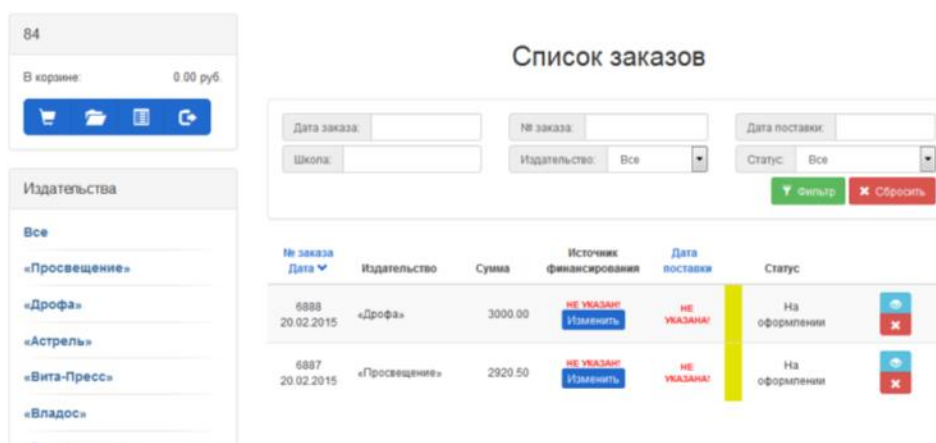 84
В корзине: 0.00 руб.
Издательства
Все
«Просвещение»
«Дрофа»
«Астрель»
«Вита-Пресс»
«Владос»
Список заказов
Дата заказа: № заказа: Дата поставки:
Школа: Издательство: Все Статус: Все
Фильтр Сбросить
№ заказа Источник Дата
Дата Издательство Сумма финансирования поставки Статус
6888 НЕ УКАЗАН! НЕ На
20.02.2015 «Дрофа» 3000.00 Изменить УКАЗАНА! оформлении
6887 НЕ УКАЗАН! НЕ На
20.02.2015 «Просвещение» 2920.50 Изменить УКАЗАНА! оформлении